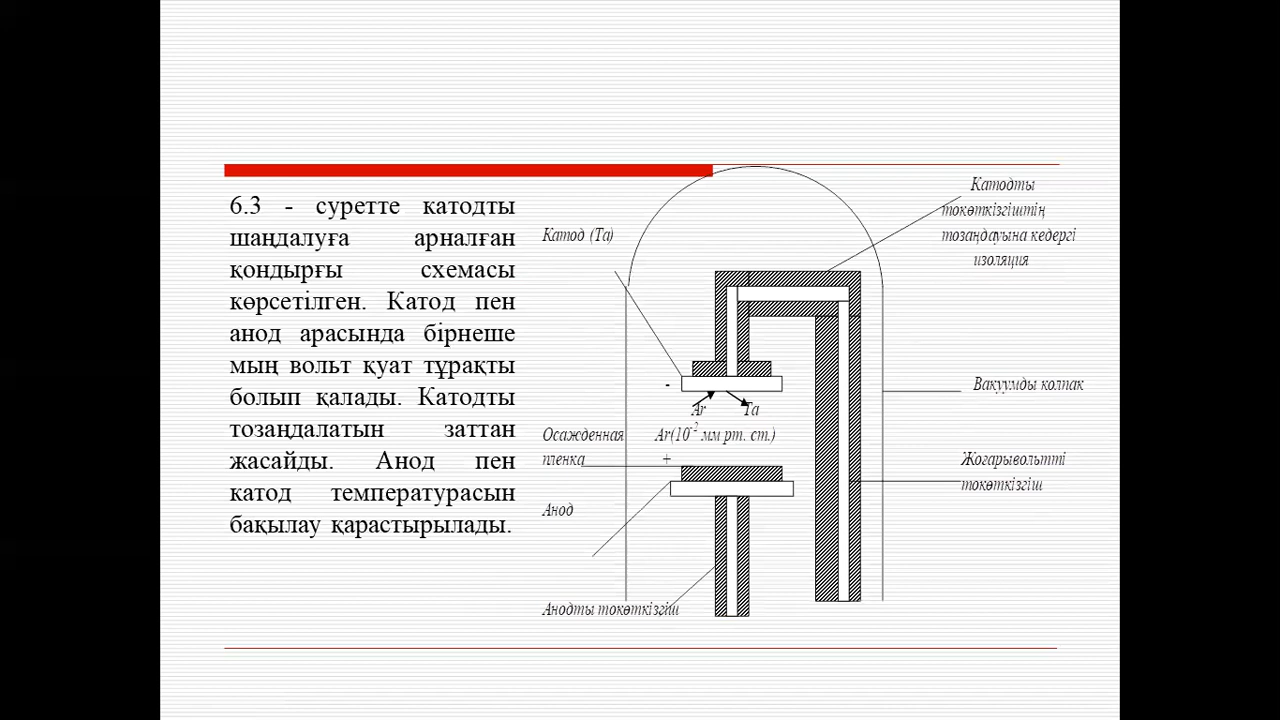 6.3 - суретте катодты
шаңдалуға арналған
қондырғы схемасы
көрсетілген. Катод пен
анод арасында бірнеше
мың вольт қуат тұрақты
болып қалады. Катодты
тозаңдалатын заттан
жасайды. Анод пен
катод температурасын
бақылау қарастырылады.
Катод (Та)
Катодты
токөткізгіштің
тозаңдауына кедергі
изоляция
-
Ar
Ta
Вакуумды колпак
Осажденная
пленка
Ar(10⁻² мм рт. ст.)
+
Жоғарывольтті
токөткізгіш
Анод
Анодты токөткізгіш